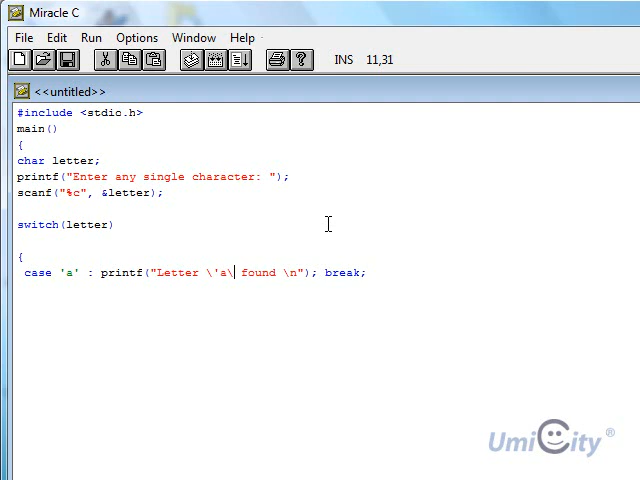 Miracle C
File Edit Run Options Window Help
INS 11,31
<<untitled>>
#include <stdio.h>
main()
{
char letter;
printf("Enter any single character: ");
scanf("%c", &letter);
switch(letter)
{
case 'a' : printf("Letter \'a\ found \n"); break;
UmiCity®